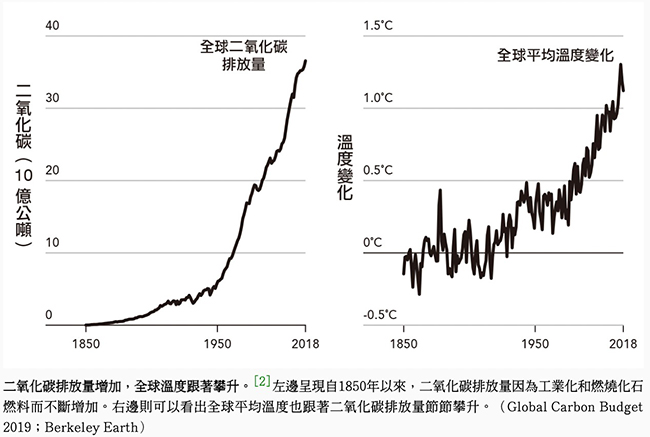 40
全球二氧化碳
排放量
30
20
10
0
1850
1950
2018
二氧化碳（10億公噸）
1.5°C
全球平均溫度變化
1.0°C
0.5°C
0°C
-0.5°C
1850
1950
2018
溫度變化
二氧化碳排放量增加，全球溫度跟著攀升。[2]左邊呈現自1850年以來，二氧化碳排放量因為工業化和燃燒化石
燃料而不斷增加。右邊則可以看出全球平均溫度也跟著二氧化碳排放量節節攀升。（Global Carbon Budget
2019；Berkeley Earth）